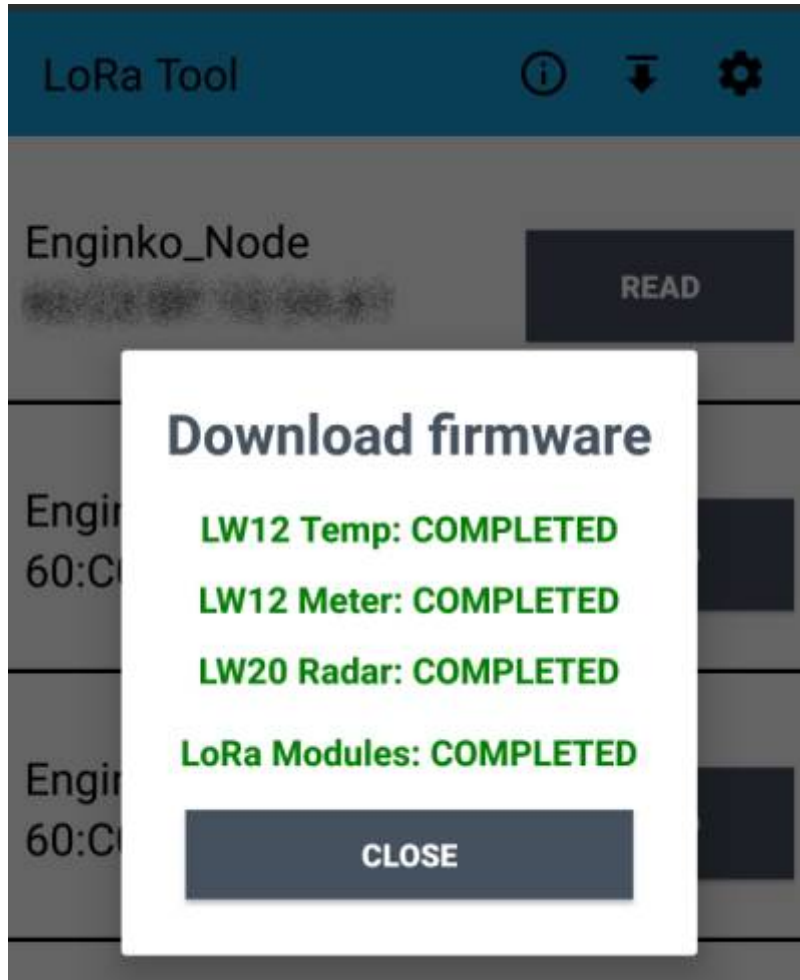 LoRa Tool
Enginko_Node
READ
Download firmware
LW12 Temp: COMPLETED
LW12 Meter: COMPLETED
LW20 Radar: COMPLETED
LoRa Modules: COMPLETED
CLOSE